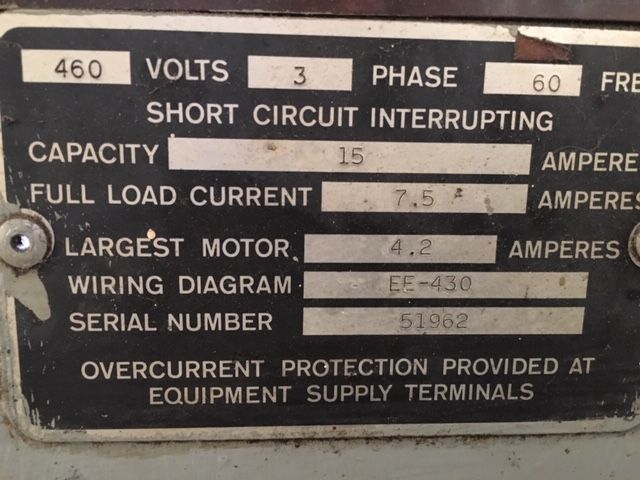 460 VOLTS 3 PHASE 60 FRE
SHORT CIRCUIT INTERRUPTING
CAPACITY 15 AMPERE
FULL LOAD CURRENT 7.5 AMPERES
LARGEST MOTOR 4.2 AMPERES
WIRING DIAGRAM EE-430
SERIAL NUMBER 51962
OVERCURRENT PROTECTION PROVIDED AT
EQUIPMENT SUPPLY TERMINALS